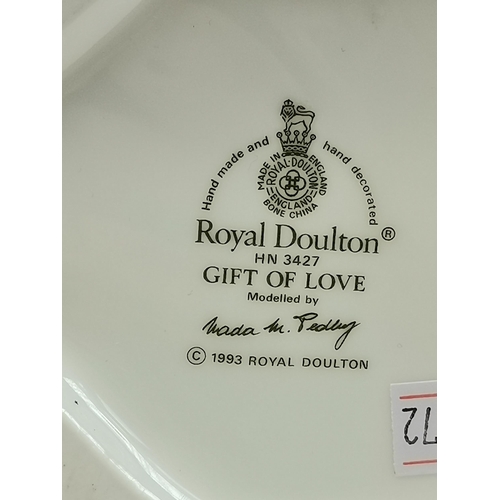 Hand made and hand decorated
MADE IN ENGLAND
ROYAL·DOULTON
ENGLAND
BONE CHINA
Royal Doulton®
HN 3427
GIFT OF LOVE
Modelled by
Nada M. Pedley
© 1993 ROYAL DOULTON
72